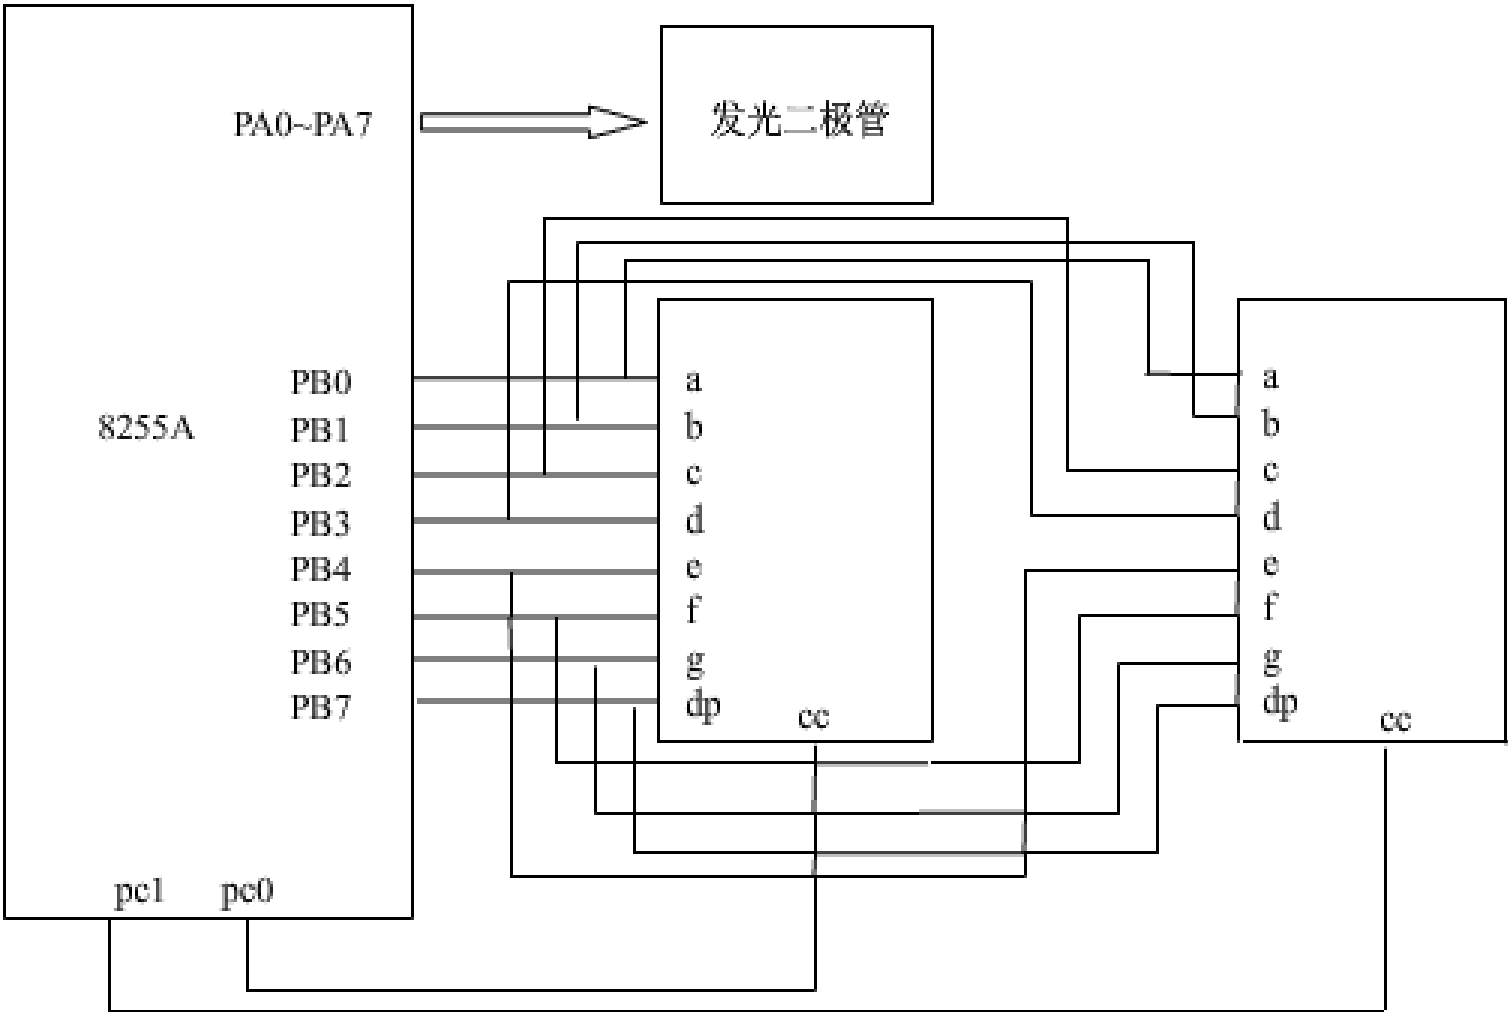 PA0~PA7
发光二极管
8255A
PB0
PB1
PB2
PB3
PB4
PB5
PB6
PB7
a
b
c
d
e
f
g
dp
cc
a
b
c
d
e
f
g
dp
cc
pc1
pc0